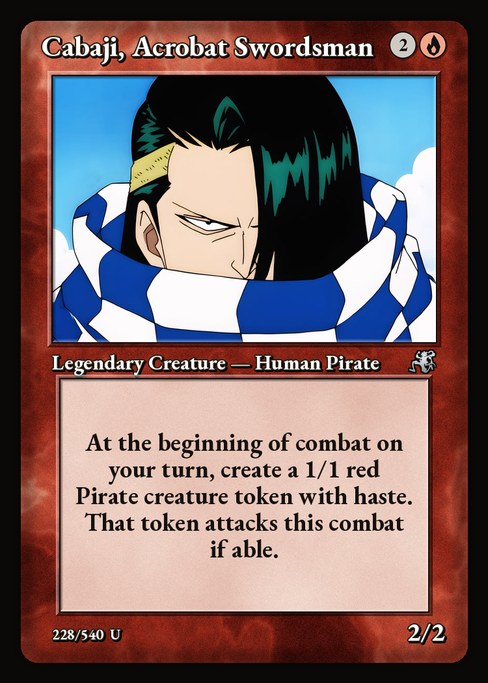 Cabaji, Acrobat Swordsman 2
Legendary Creature — Human Pirate
At the beginning of combat on
your turn, create a 1/1 red
Pirate creature token with haste.
That token attacks this combat
if able.
228/540 U
2/2